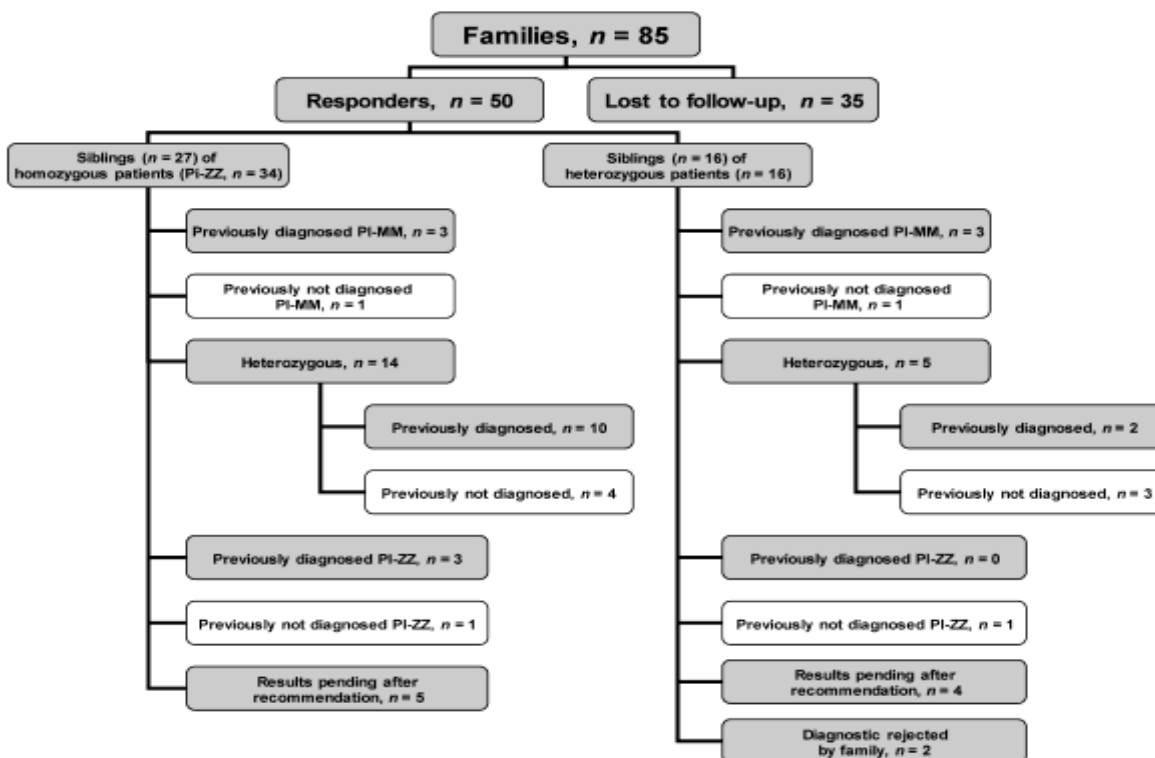 Families, n = 85
Responders, n = 50
Lost to follow-up, n = 35
Siblings (n = 27) of
homozygous patients (Pi-ZZ, n = 34)
Siblings (n = 16) of
heterozygous patients (n = 16)
Previously diagnosed PI-MM, n = 3
Previously not diagnosed
PI-MM, n = 1
Heterozygous, n = 14
Previously diagnosed, n = 10
Previously not diagnosed, n = 4
Previously diagnosed PI-ZZ, n = 3
Previously not diagnosed PI-ZZ, n = 1
Results pending after
recommendation, n = 5
Previously diagnosed PI-MM, n = 3
Previously not diagnosed
PI-MM, n = 1
Heterozygous, n = 5
Previously diagnosed, n = 2
Previously not diagnosed, n = 3
Previously diagnosed PI-ZZ, n = 0
Previously not diagnosed PI-ZZ, n = 1
Results pending after
recommendation, n = 4
Diagnostic rejected
by family, n = 2